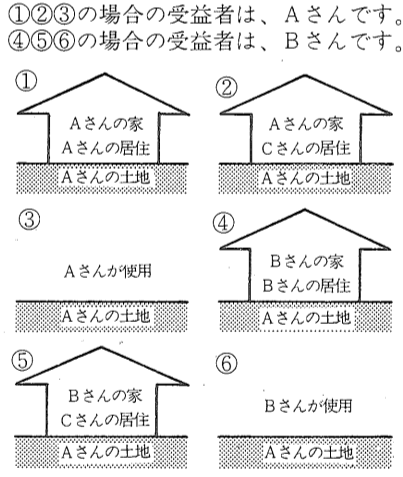 ①②③の場合の受益者は、Aさんです。
④⑤⑥の場合の受益者は、Bさんです。
①
Aさんの家
Aさんの居住
Aさんの土地
②
Aさんの家
Cさんの居住
Aさんの土地
③
Aさんが使用
Aさんの土地
④
Bさんの家
Bさんの居住
Aさんの土地
⑤
Bさんの家
Cさんの居住
Aさんの土地
⑥
Bさんが使用
Aさんの土地